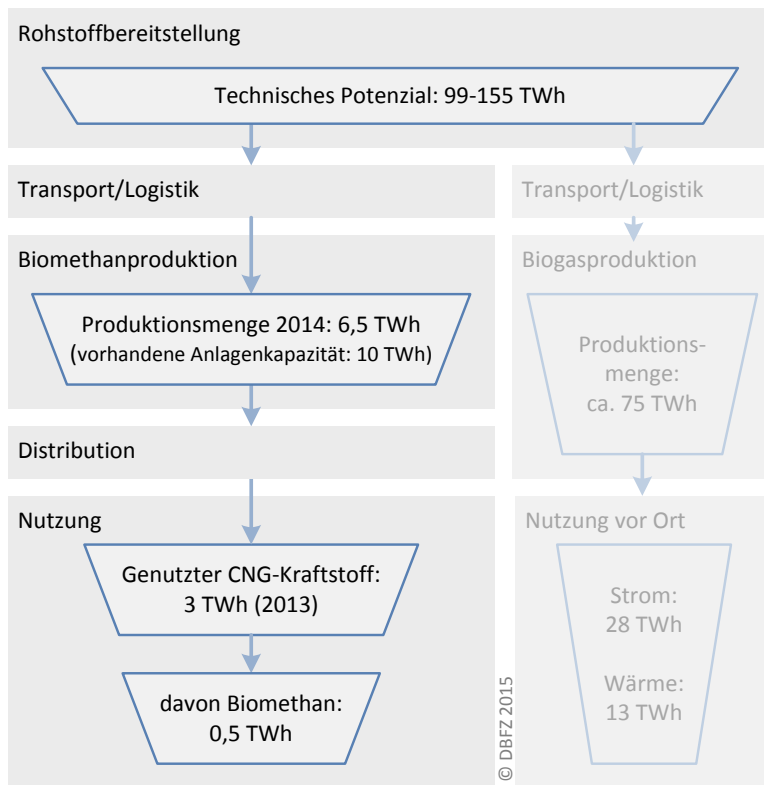 Rohstoffbereitstellung
Technisches Potenzial: 99-155 TWh
Transport/Logistik
Biomethanproduktion
Produktionsmenge 2014: 6,5 TWh
(vorhandene Anlagenkapazität: 10 TWh)
Distribution
Nutzung
Genutzter CNG-Kraftstoff:
3 TWh (2013)
davon Biomethan:
0,5 TWh
Transport/Logistik
Biogasproduktion
Produktions-
menge:
ca. 75 TWh
Nutzung vor Ort
Strom:
28 TWh
Wärme:
13 TWh
© DBFZ 2015